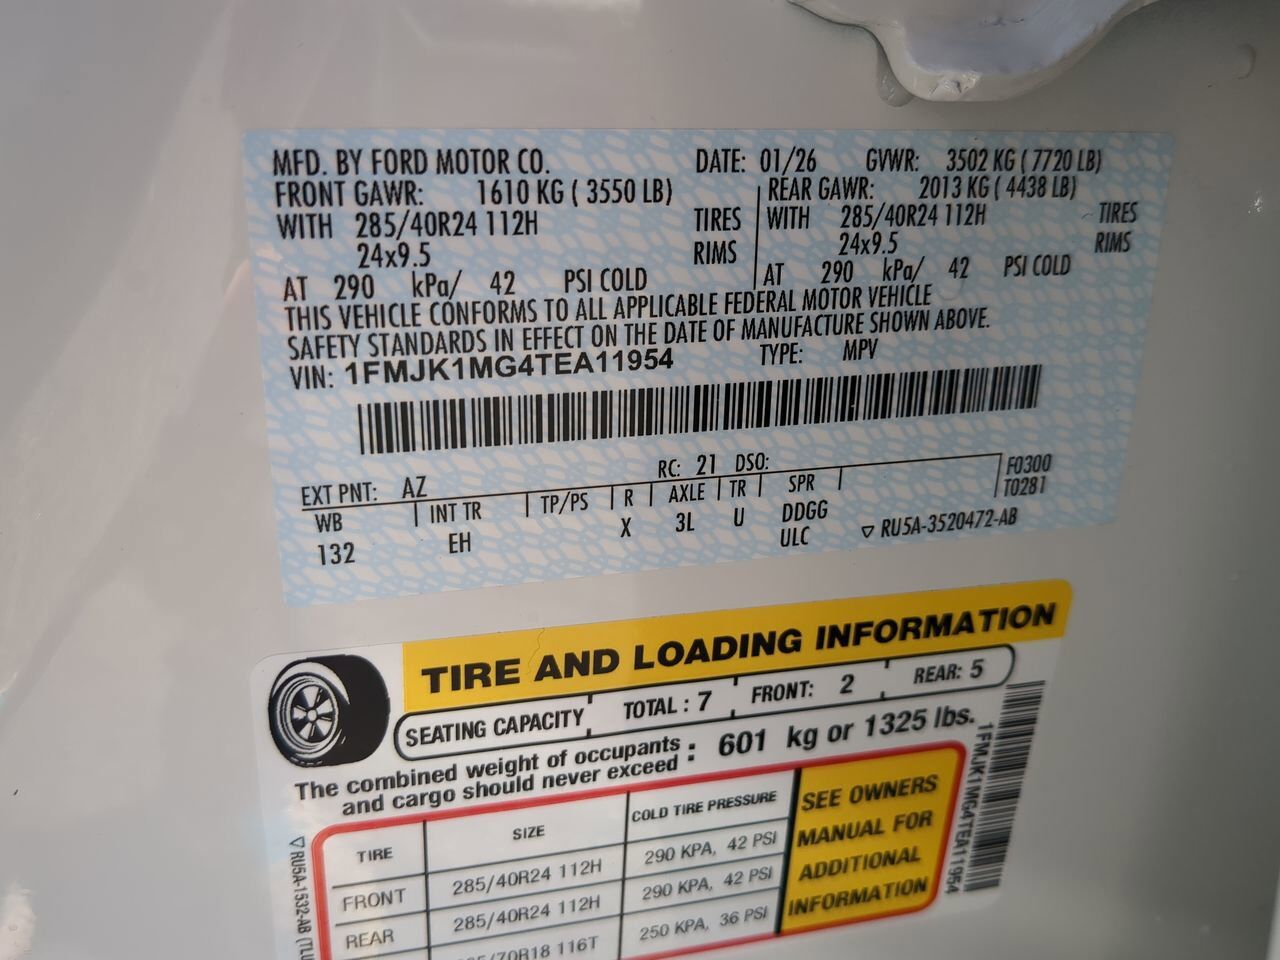 MFD. BY FORD MOTOR CO. DATE: 01/26 GVWR: 3502 KG ( 7720 LB)
FRONT GAWR: 1610 KG ( 3550 LB) REAR GAWR: 2013 KG ( 4438 LB)
WITH 285/40R24 112H TIRES WITH 285/40R24 112H TIRES
24x9.5 RIMS 24x9.5 RIMS
AT 290 kPa/ 42 PSI COLD AT 290 kPa/ 42 PSI COLD
THIS VEHICLE CONFORMS TO ALL APPLICABLE FEDERAL MOTOR VEHICLE
SAFETY STANDARDS IN EFFECT ON THE DATE OF MANUFACTURE SHOWN ABOVE.
VIN: 1FMJK1MG4TEA11954 TYPE: MPV
EXT PNT: AZ RC: 21 DSO: F0300
WB INT TR TP/PS R AXLE TR SPR T0281
132 EH X 3L U DDGG
ULC RU5A-3520472-AB
TIRE AND LOADING INFORMATION
SEATING CAPACITY TOTAL : 7 FRONT: 2 REAR: 5
The combined weight of occupants and cargo should never exceed : 601 kg or 1325 lbs.
TIRE SIZE COLD TIRE PRESSURE
FRONT 285/40R24 112H 290 KPA, 42 PSI
REAR 285/40R24 112H 290 KPA, 42 PSI
/70R18 116T 250 KPA, 36 PSI
SEE OWNERS
MANUAL FOR
ADDITIONAL
INFORMATION
1FMJK1MG4TEA11954
RU5A-1532-AB (TLU